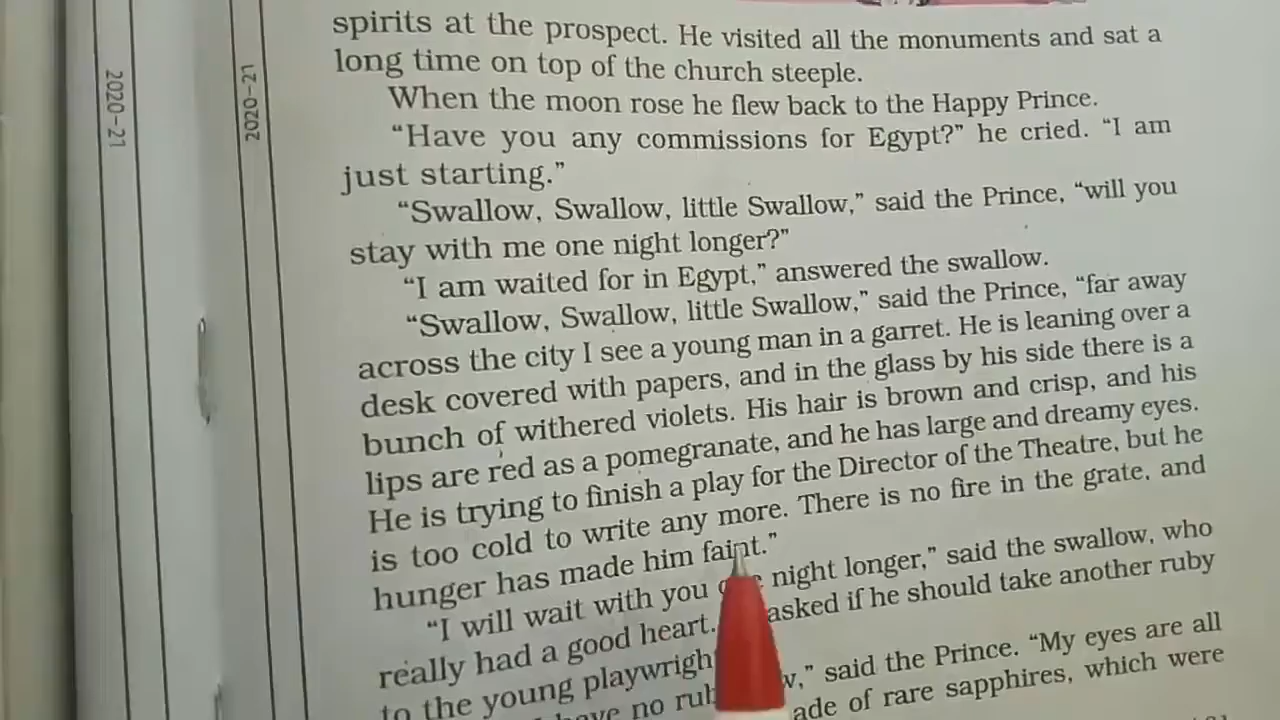 2020-21
2020-21
spirits at the prospect. He visited all the monuments and sat a
long time on top of the church steeple.
When the moon rose he flew back to the Happy Prince.
“Have you any commissions for Egypt?” he cried. “I am
just starting.”
“Swallow, Swallow, little Swallow,” said the Prince, “will you
stay with me one night longer?”
“I am waited for in Egypt,” answered the swallow.
“Swallow, Swallow, little Swallow,” said the Prince, “far away
across the city I see a young man in a garret. He is leaning over a
desk covered with papers, and in the glass by his side there is a
bunch of withered violets. His hair is brown and crisp, and his
lips are red as a pomegranate, and he has large and dreamy eyes.
He is trying to finish a play for the Director of the Theatre, but he
is too cold to write any more. There is no fire in the grate, and
hunger has made him faint.”
“I will wait with you night longer,” said the swallow, who
really had a good heart. asked if he should take another ruby
to the young
no said the Prince. “My eyes are all
of rare sapphires, which were